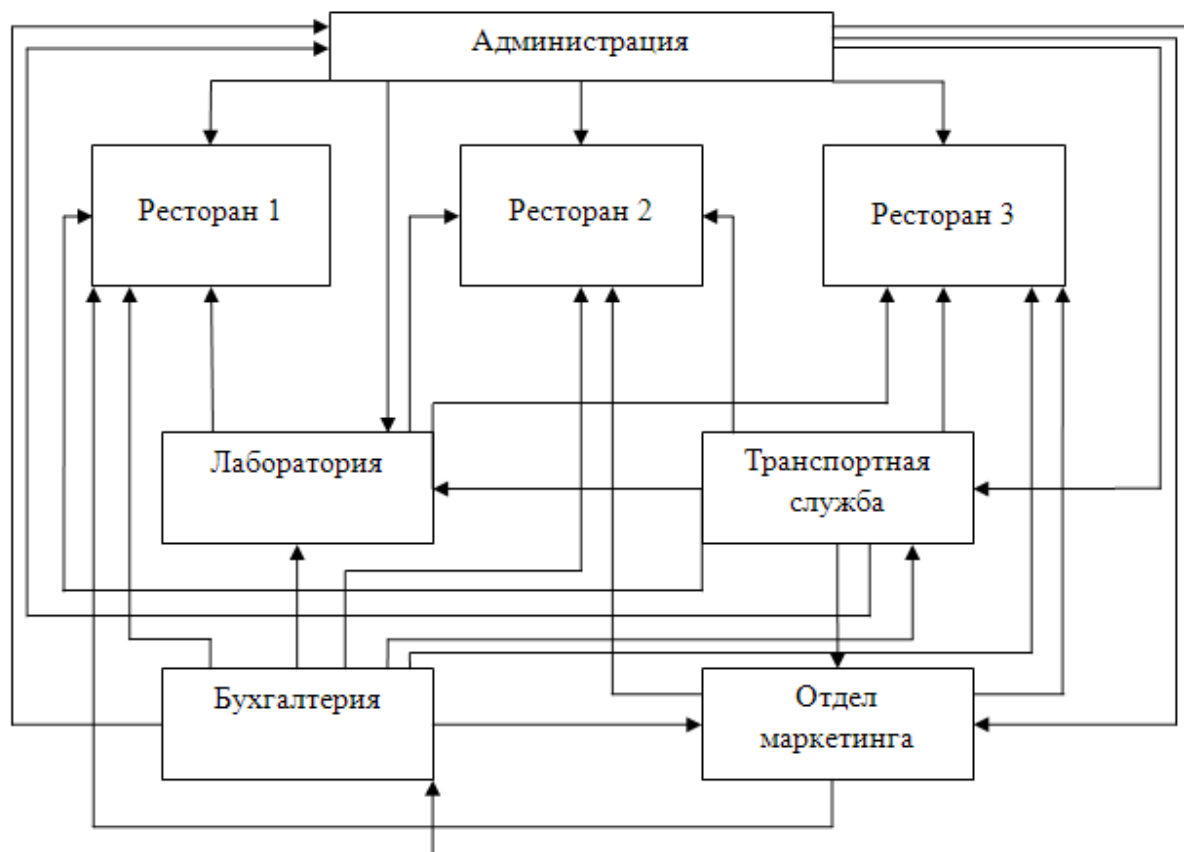 Администрация
Ресторан 1
Ресторан 2
Ресторан 3
Лаборатория
Транспортная
служба
Бухгалтерия
Отдел
маркетинга